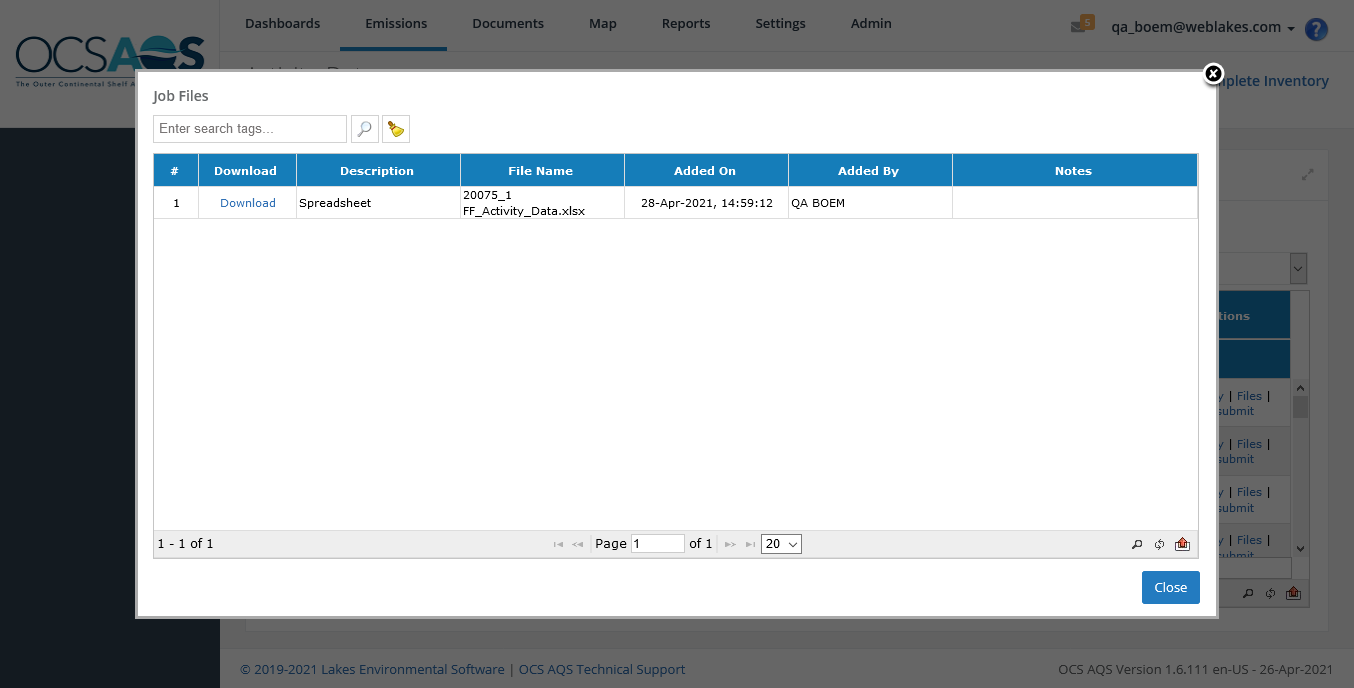 Dashboards Emissions Documents Map Reports Settings Admin 5 qa_boem@weblakes.com ?
OCSAQS
The Outer Continental Shelf
Inventory
Job Files
Enter search tags...
# Download Description File Name Added On Added By Notes
1 Download Spreadsheet 20075_1 28-Apr-2021, 14:59:12 QA BOEM
FF_Activity_Data.xlsx
| Files |
submit
| Files |
submit
| Files |
submit
| Files |
submit
1 - 1 of 1 Page 1 of 1 20
Close
© 2019-2021 Lakes Environmental Software | OCS AQS Technical Support OCS AQS Version 1.6.111 en-US - 26-Apr-2021